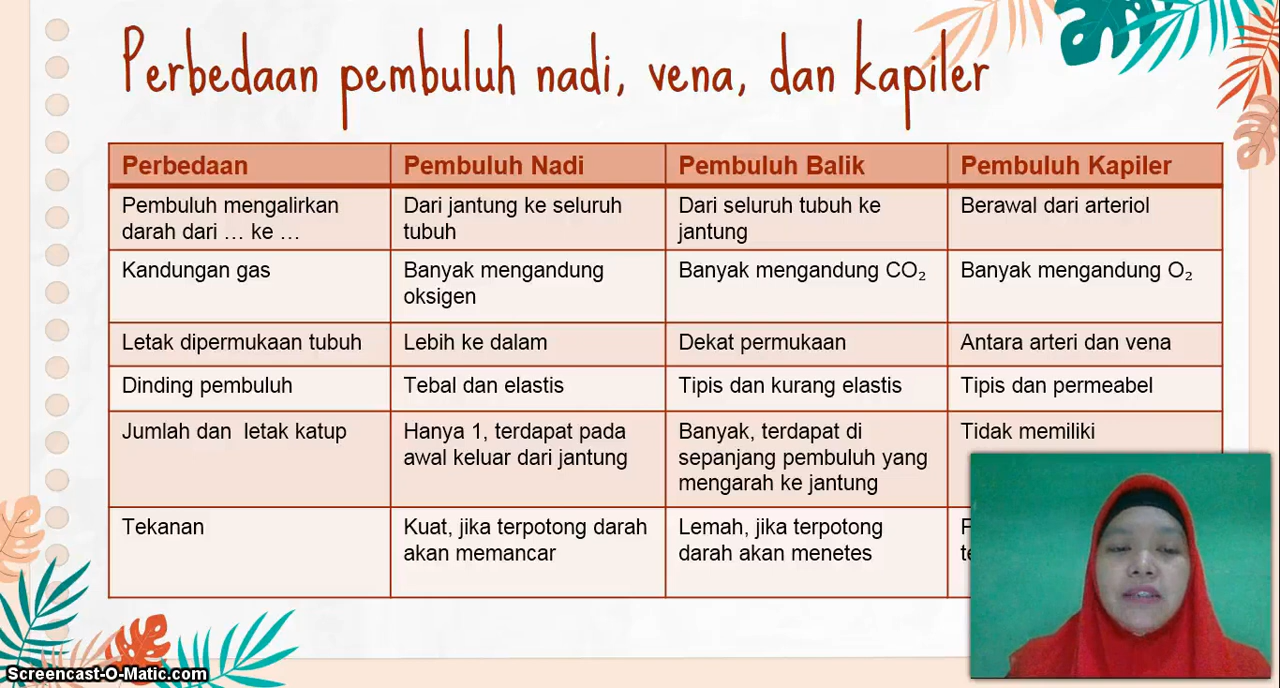 Perbedaan pembuluh nadi, vena, dan kapiler
Perbedaan
Pembuluh Nadi
Pembuluh Balik
Pembuluh Kapiler
Pembuluh mengalirkan
darah dari … ke …
Dari jantung ke seluruh
tubuh
Dari seluruh tubuh ke
jantung
Berawal dari arteriol
Kandungan gas
Banyak mengandung
oksigen
Banyak mengandung CO₂
Banyak mengandung O₂
Letak dipermukaan tubuh
Lebih ke dalam
Dekat permukaan
Antara arteri dan vena
Dinding pembuluh
Tebal dan elastis
Tipis dan kurang elastis
Tipis dan permeabel
Jumlah dan  letak katup
Hanya 1, terdapat pada
awal keluar dari jantung
Banyak, terdapat di
sepanjang pembuluh yang
mengarah ke jantung
Tidak memiliki
Tekanan
Kuat, jika terpotong darah
akan memancar
Lemah, jika terpotong
darah akan menetes
Screencast-O-Matic.com